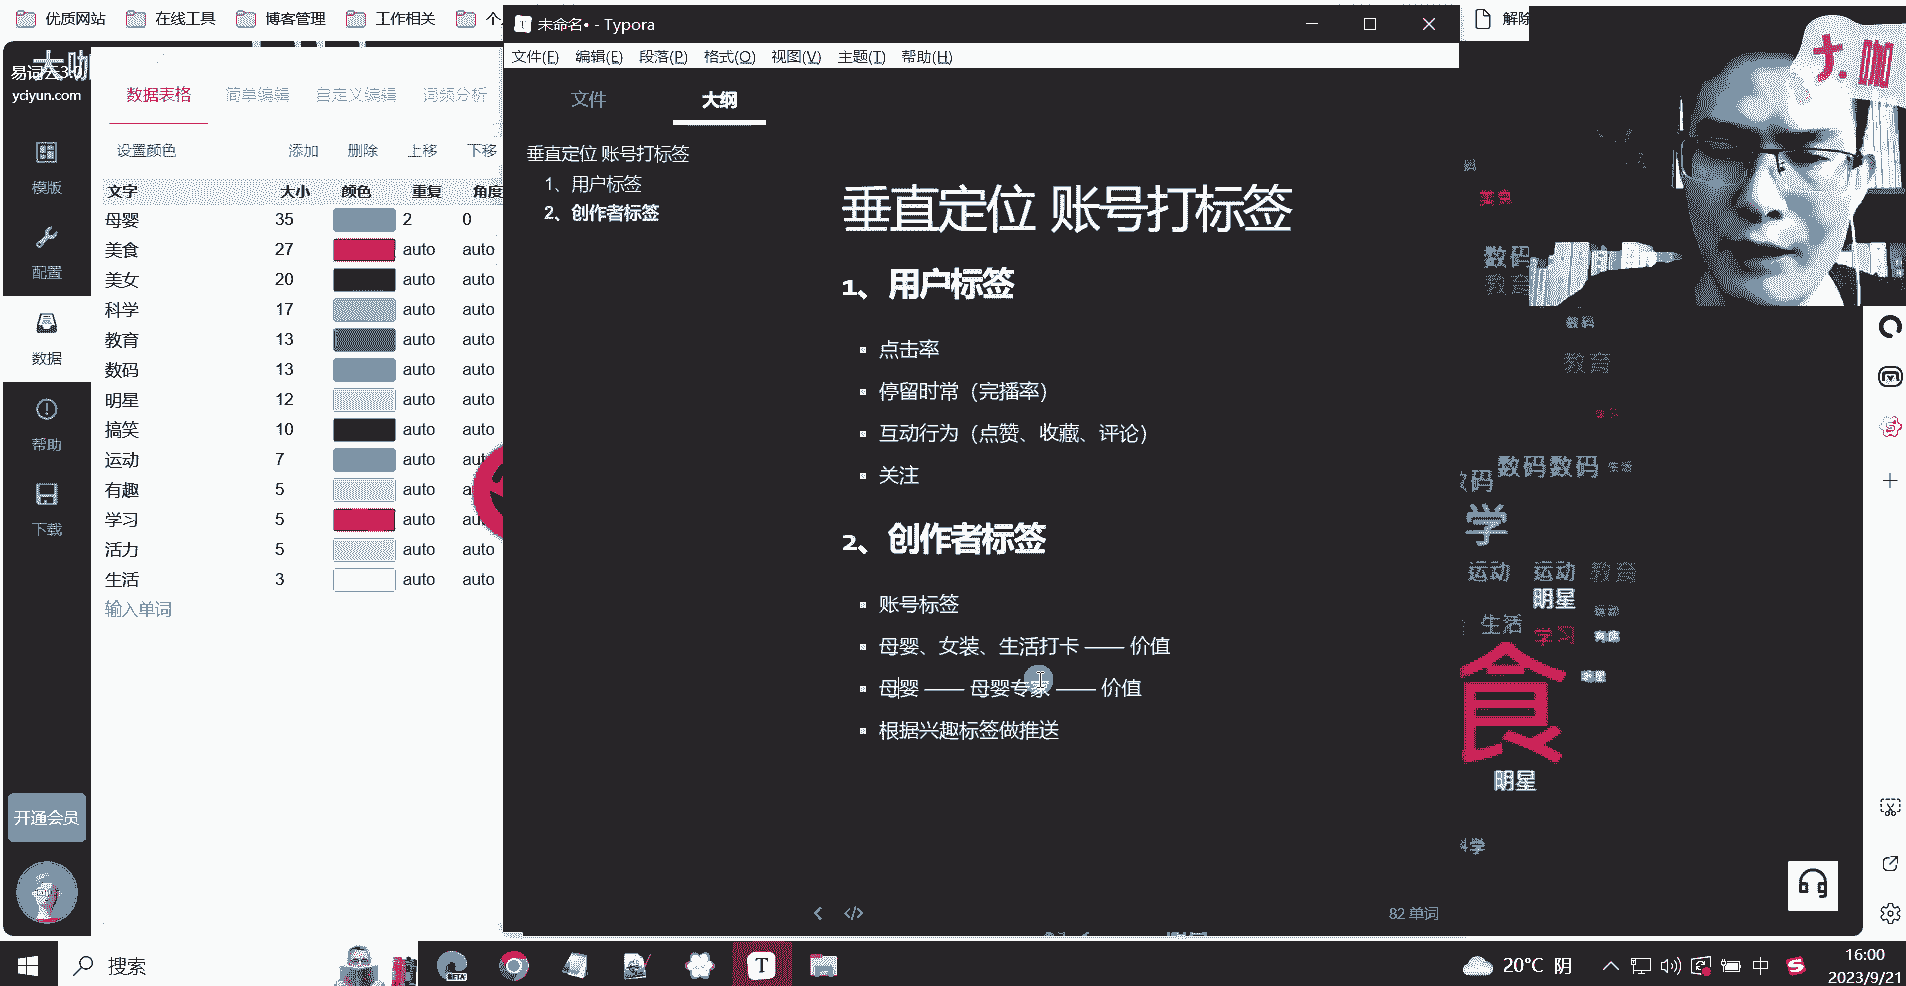 优质网站
在线工具
博客管理
工作相关
未命名• - Typora
解除
大咖
易词云3.0
yciyun.com
模版
配置
数据
帮助
下载
开通会员
数据表格 简单编辑 自定义编辑 词频分析
设置颜色 添加 删除 上移 下移
文字 大小 颜色 重复 角度
母婴 35 2 0
美食 27 auto auto
美女 20 auto auto
科学 17 auto auto
教育 13 auto auto
数码 13 auto auto
明星 12 auto auto
搞笑 10 auto auto
运动 7 auto auto
有趣 5 auto
学习 5 auto
活力 5 auto auto
生活 3 auto auto
输入单词
文件(F) 编辑(E) 段落(P) 格式(O) 视图(V) 主题(T) 帮助(H)
文件 大纲
垂直定位 账号打标签
1、用户标签
2、创作者标签
垂直定位 账号打标签
1、 用户标签
点击率
停留时常（完播率）
互动行为（点赞、收藏、评论）
关注
2、 创作者标签
账号标签
母婴、女装、生活打卡 —— 价值
母婴 —— 母婴专家 —— 价值
根据兴趣标签做推送
82 单词
大咖
美食
数码
教育
数码
教育
数码数码 生活
学
运动 运动 教育
明星
生活 学习
食
明星
搜索
20°C 阴
中
16:00
2023/9/21